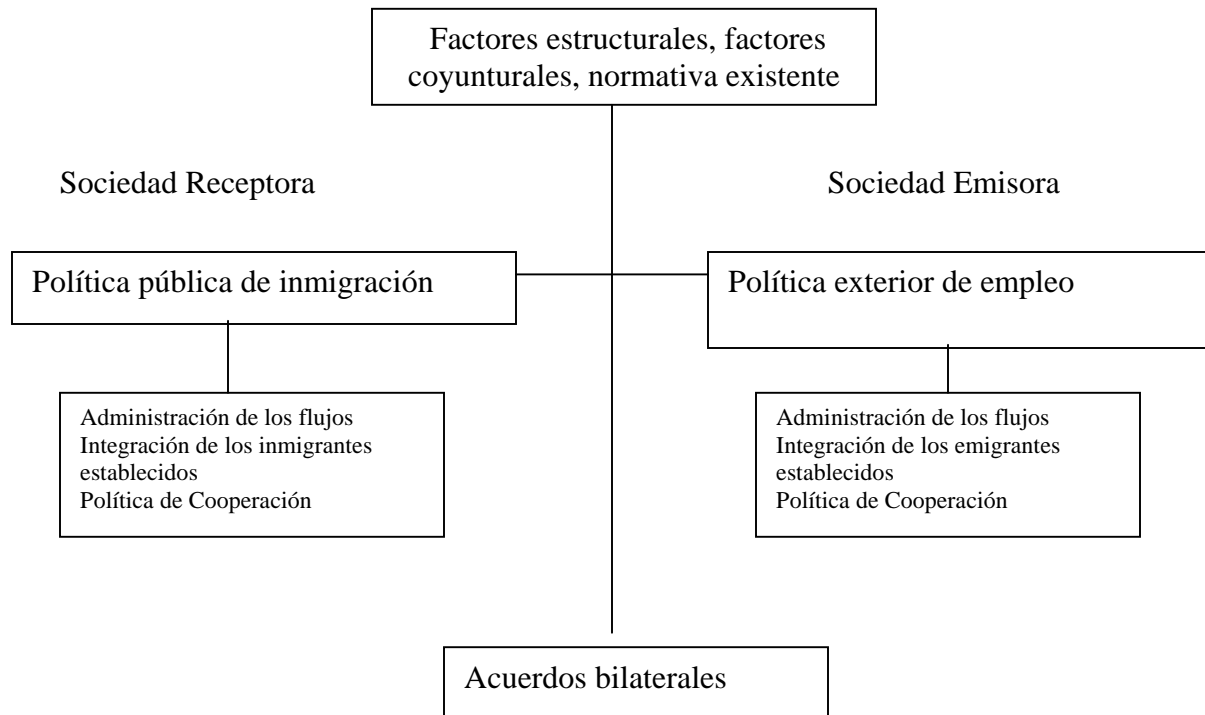 Factores estructurales, factores
coyunturales, normativa existente
Sociedad Receptora
Sociedad Emisora
Política pública de inmigración
Política exterior de empleo
Administración de los flujos
Integración de los inmigrantes
establecidos
Política de Cooperación
Administración de los flujos
Integración de los emigrantes
establecidos
Política de Cooperación
Acuerdos bilaterales